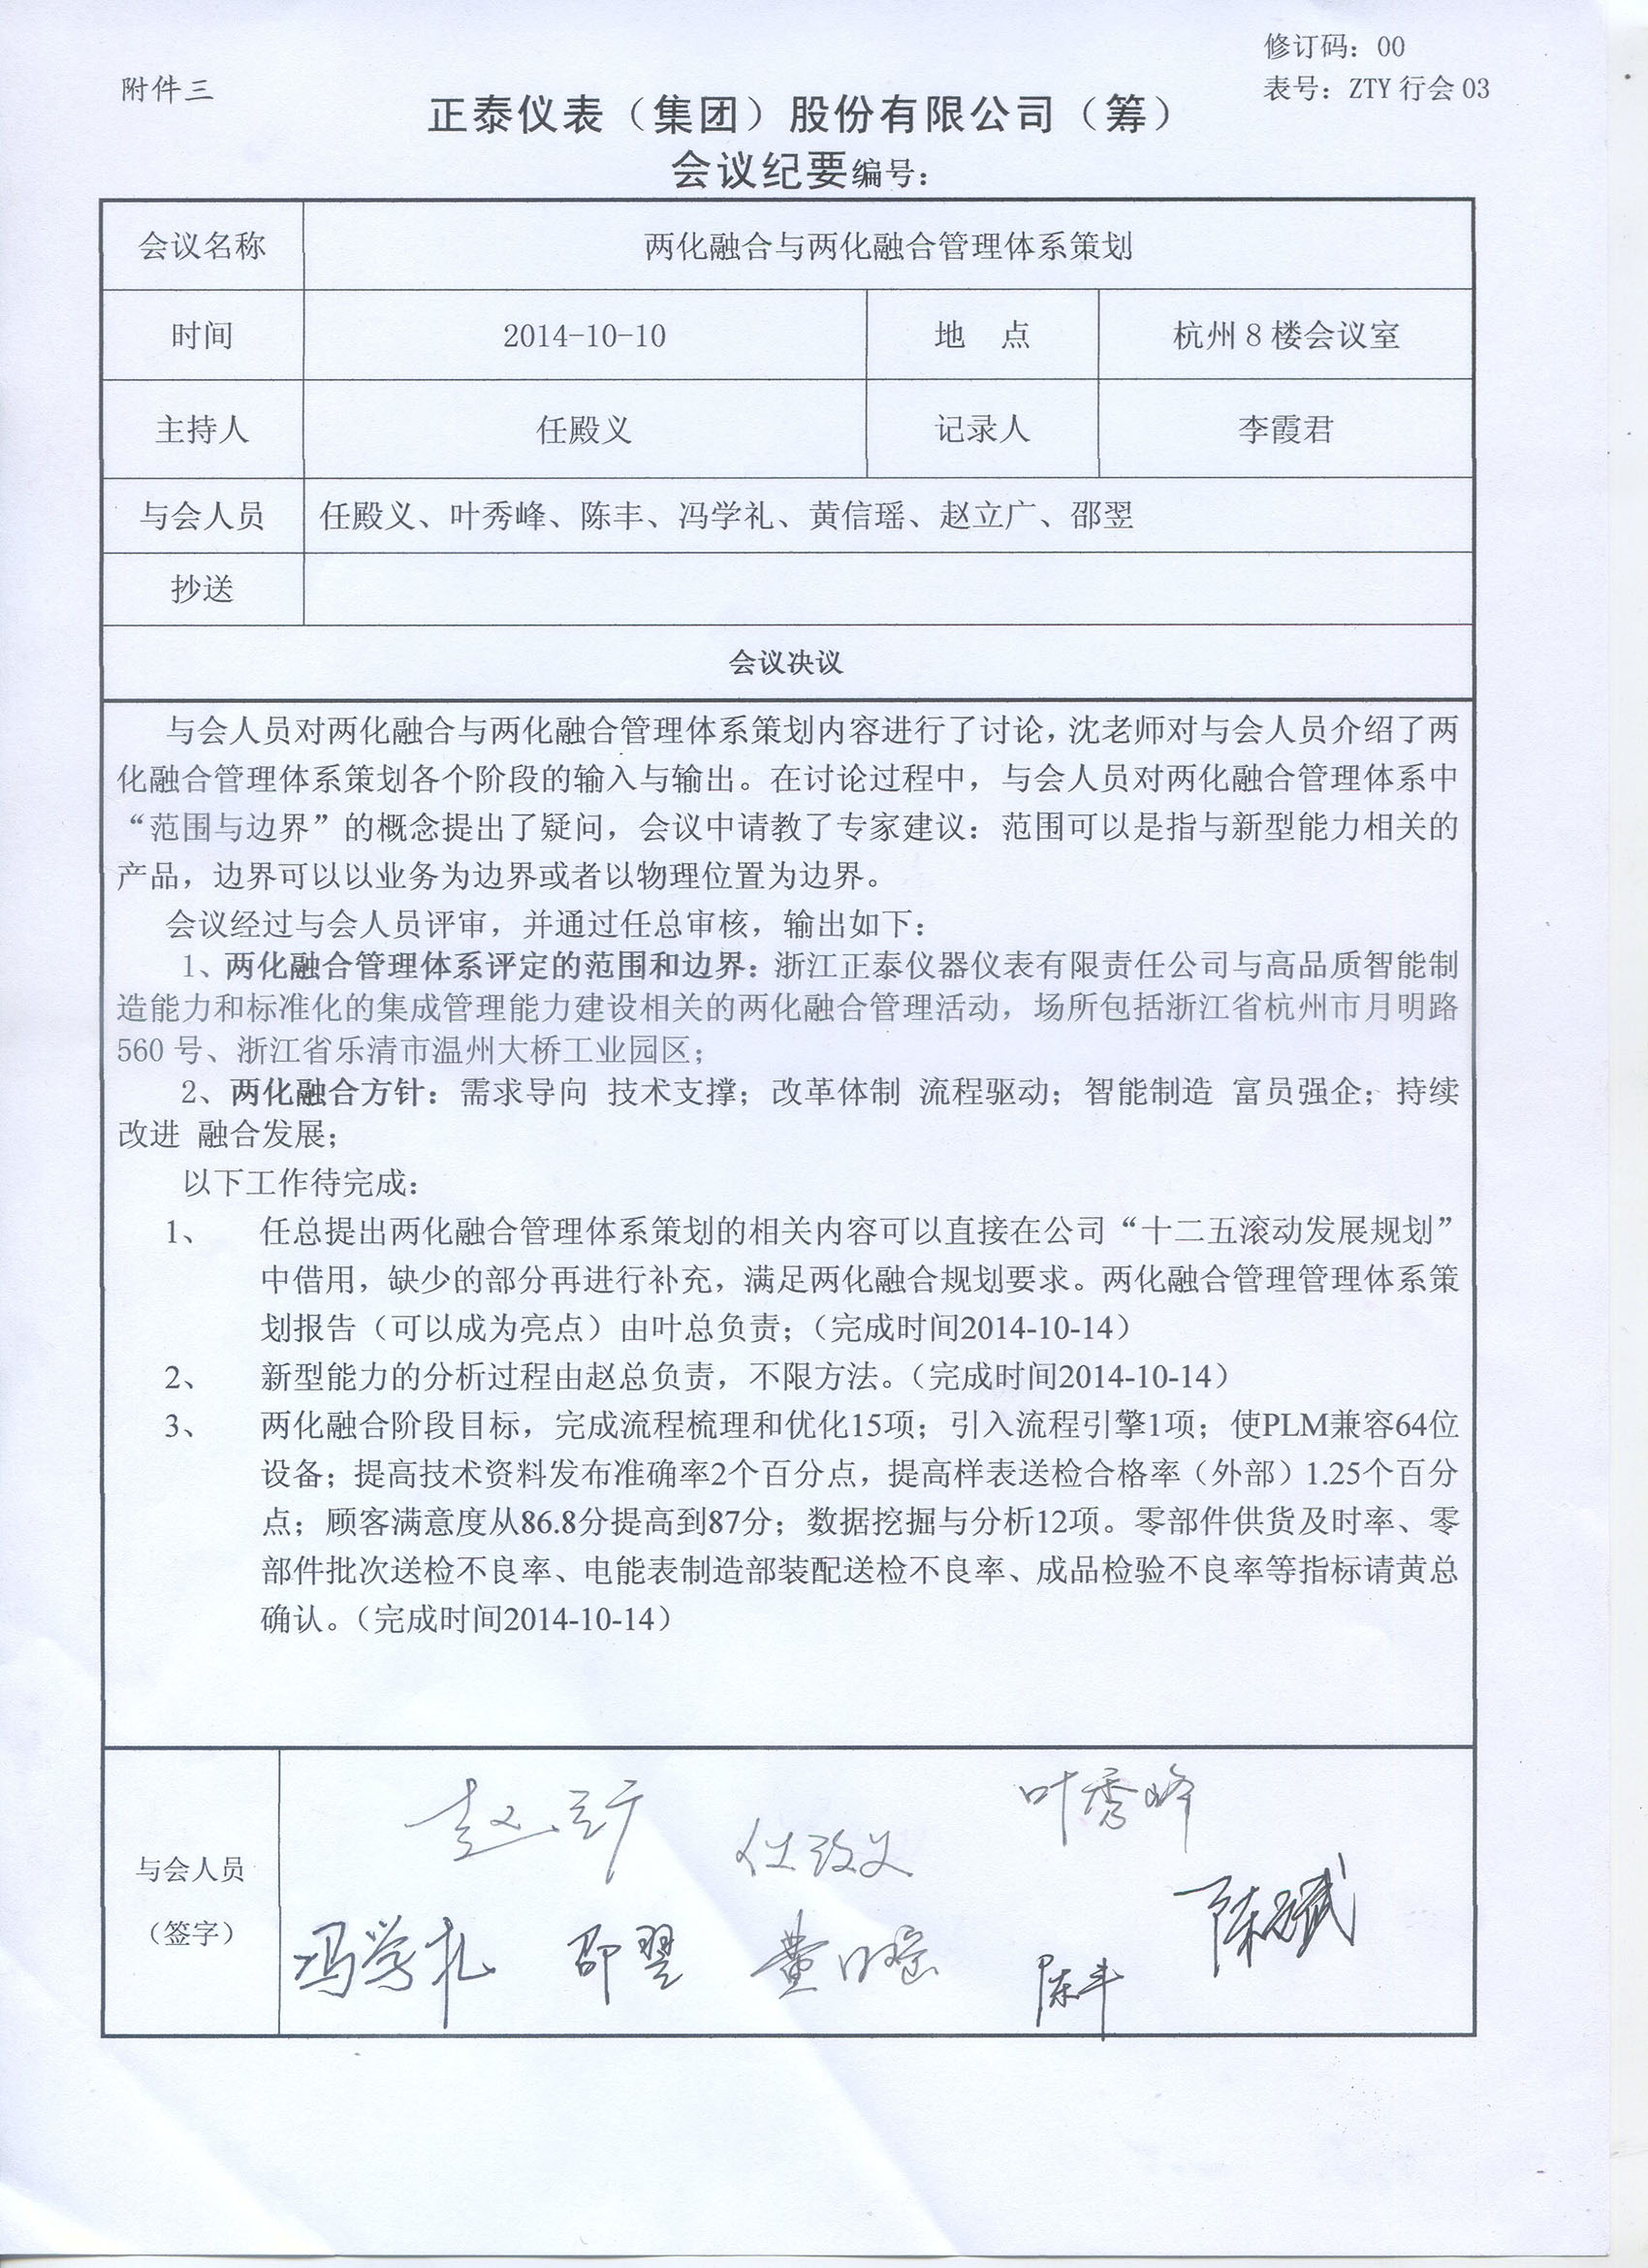 修订码：00
附件三
表号：ZTY 行会 03
正泰仪表（集团）股份有限公司（筹）
会议纪要编号：
会议名称 两化融合与两化融合管理体系策划
时间 2014-10-10 地 点 杭州 8 楼会议室
主持人 任殿义 记录人 李霞君
与会人员 任殿义、叶秀峰、陈丰、冯学礼、黄信瑶、赵立广、邵翌
抄送
会议决议
与会人员对两化融合与两化融合管理体系策划内容进行了讨论，沈老师对与会人员介绍了两
化融合管理体系策划各个阶段的输入与输出。在讨论过程中，与会人员对两化融合管理体系中
“范围与边界”的概念提出了疑问，会议中请教了专家建议：范围可以是指与新型能力相关的
产品，边界可以以业务为边界或者以物理位置为边界。
会议经过与会人员评审，并通过任总审核，输出如下：
1、两化融合管理体系评定的范围和边界：浙江正泰仪器仪表有限责任公司与高品质智能制
造能力和标准化的集成管理能力建设相关的两化融合管理活动，场所包括浙江省杭州市月明路
560 号、浙江省乐清市温州大桥工业园区；
2、两化融合方针：需求导向 技术支撑；改革体制 流程驱动；智能制造 富员强企；持续
改进 融合发展；
以下工作待完成：
1、 任总提出两化融合管理体系策划的相关内容可以直接在公司“十二五滚动发展规划”
中借用，缺少的部分再进行补充，满足两化融合规划要求。两化融合管理管理体系策
划报告（可以成为亮点）由叶总负责；（完成时间2014-10-14）
2、 新型能力的分析过程由赵总负责，不限方法。（完成时间2014-10-14）
3、 两化融合阶段目标，完成流程梳理和优化15项；引入流程引擎1项；使PLM兼容64位
设备；提高技术资料发布准确率2个百分点，提高样表送检合格率（外部）1.25个百分
点；顾客满意度从86.8分提高到87分；数据挖掘与分析12项。零部件供货及时率、零
部件批次送检不良率、电能表制造部装配送检不良率、成品检验不良率等指标请黄总
确认。（完成时间2014-10-14）
赵立广 任殿义 叶秀峰
与会人员
（签字）
陈斌
冯学礼 邵翌 黄信瑶 陈丰